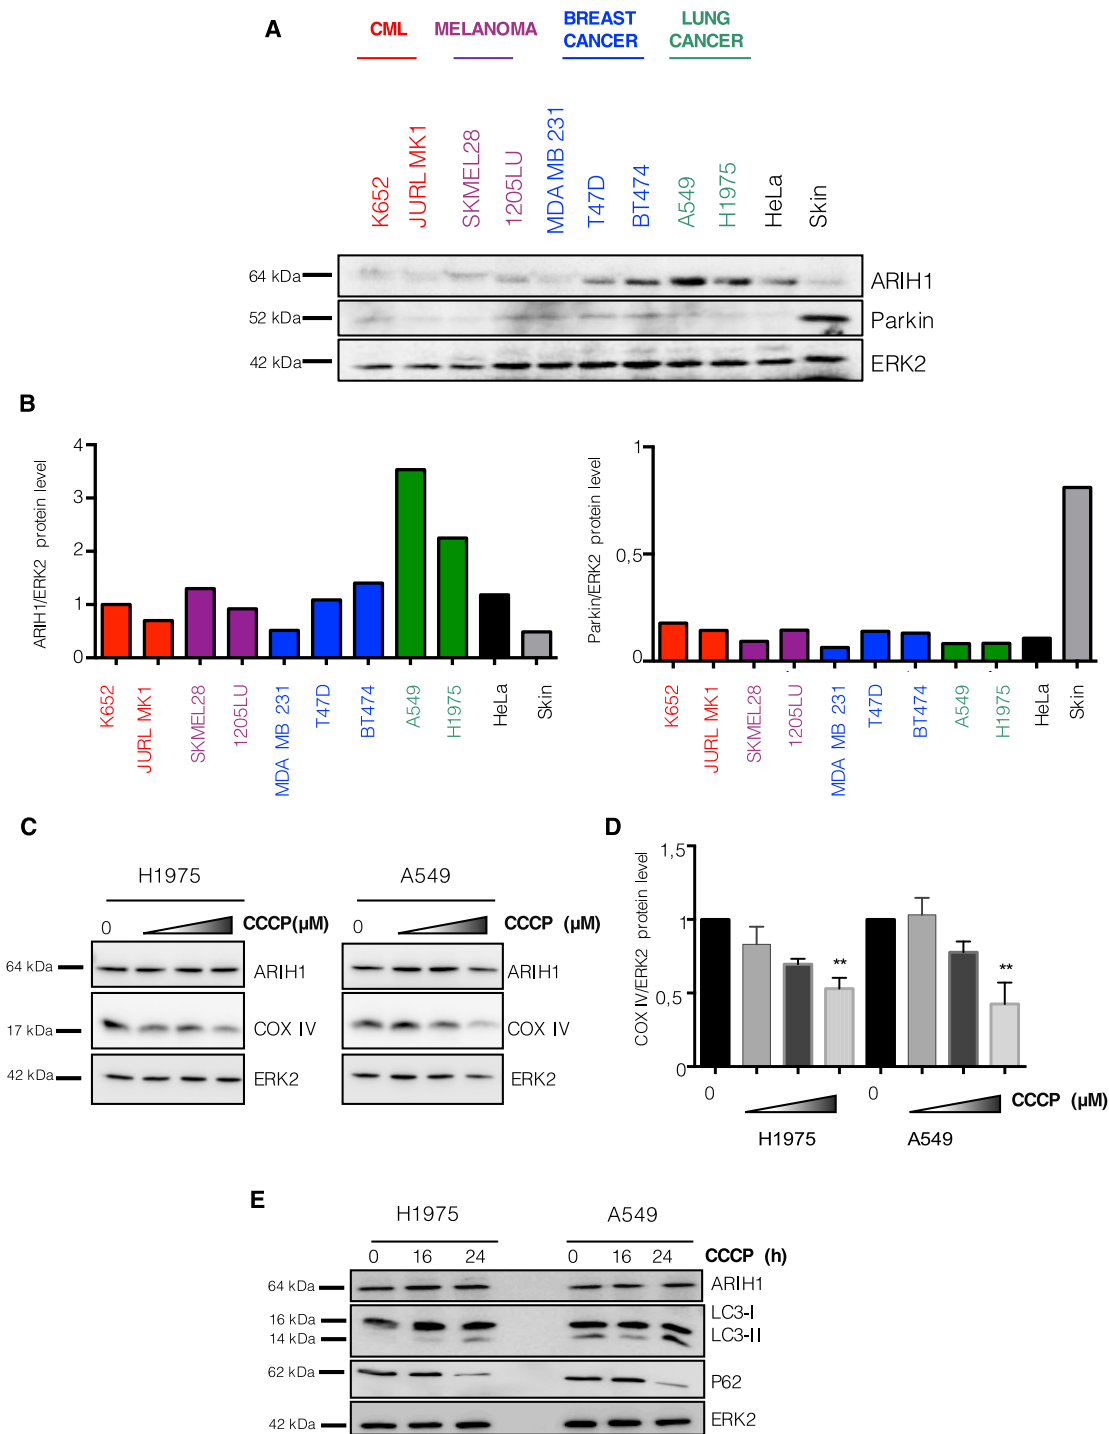 A
CML
MELANOMA
BREAST
CANCER
LUNG
CANCER
K652
JURL MK1
SKMEL28
1205LU
MDA MB 231
T47D
BT474
A549
H1975
HeLa
Skin
64 kDa
ARIH1
52 kDa
Parkin
42 kDa
ERK2
B
ARIH1/ERK2 protein level
4
3
2
1
0
K652
JURL MK1
SKMEL28
1205LU
MDA MB 231
T47D
BT474
A549
H1975
HeLa
Skin
Parkin/ERK2 protein level
1
0,5
0
K652
JURL MK1
SKMEL28
1205LU
MDA MB 231
T47D
BT474
A549
H1975
HeLa
Skin
C
H1975
A549
0
CCCP(µM)
0
CCCP (µM)
64 kDa
ARIH1
ARIH1
17 kDa
COX IV
COX IV
42 kDa
ERK2
ERK2
D
COX IV/ERK2 protein level
1,5
1
0,5
0
**
**
0
0
CCCP (µM)
H1975
A549
E
H1975
A549
0 16 24
0 16 24
CCCP (h)
64 kDa
ARIH1
16 kDa
LC3-I
14 kDa
LC3-II
62 kDa
P62
42 kDa
ERK2